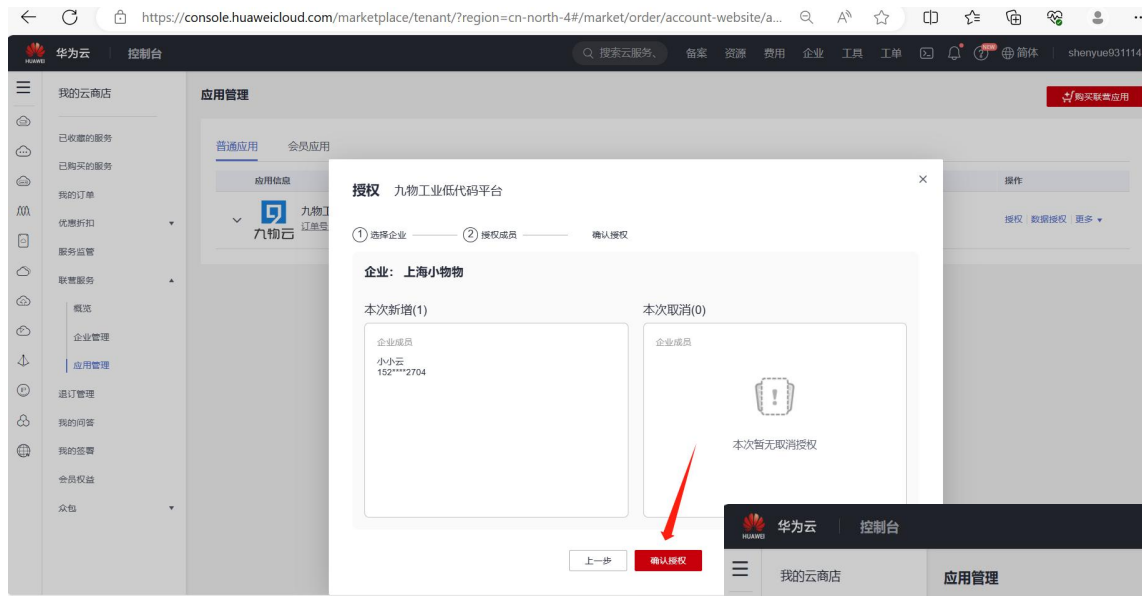 https://console.huaweicloud.com/marketplace/tenant/?region=cn-north-4#/market/order/account-website/a...
HUAWEI 华为云 控制台 搜索云服务、 备案 资源 费用 企业 工具 工单 NEW 简体 shenyue931114
我的云商店
应用管理
购买联营应用
已收藏的服务
已购买的服务
我的订单
优惠折扣
服务监管
联营服务
概览
企业管理
应用管理
退订管理
我的问答
我的签署
会员权益
众包
普通应用 会员应用
应用信息 操作
九物云
九物工
订单号
授权 数据授权 更多
授权 九物工业低代码平台
1 选择企业 2 授权成员 确认授权
企业： 上海小物物
本次新增(1) 本次取消(0)
企业成员 企业成员
小小云
152****2704
本次暂无取消授权
上一步 确认授权
HUAWEI 华为云 控制台
我的云商店 应用管理